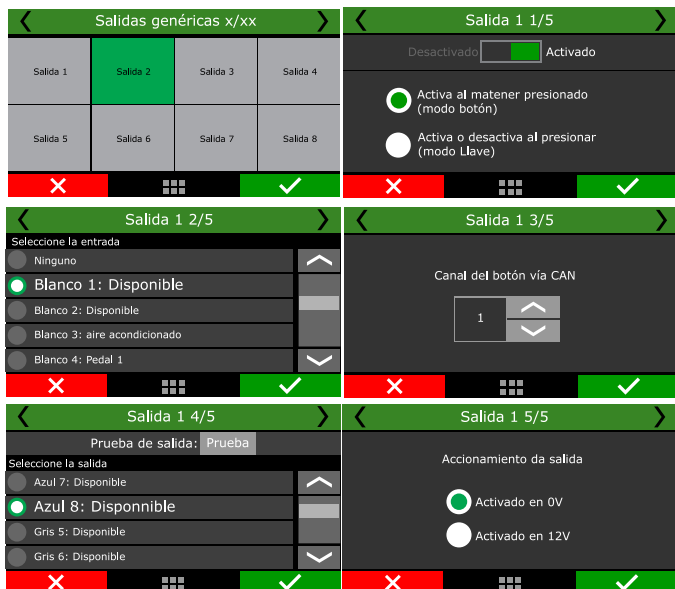 Salidas genéricas x/xx
Salida 1
Salida 2
Salida 3
Salida 4
Salida 5
Salida 6
Salida 7
Salida 8
Salida 1 1/5
Desactivado
Activado
Activa al matener presionado
(modo botón)
Activa o desactiva al presionar
(modo Llave)
Salida 1 2/5
Seleccione la entrada
Ninguno
Blanco 1: Disponible
Blanco 2: Disponible
Blanco 3: aire acondicionado
Blanco 4: Pedal 1
Salida 1 3/5
Canal del botón vía CAN
1
Salida 1 4/5
Prueba de salida: Prueba
Seleccione la salida
Azul 7: Disponible
Azul 8: Disponnible
Gris 5: Disponible
Gris 6: Disponible
Salida 1 5/5
Accionamiento da salida
Activado en 0V
Activado en 12V